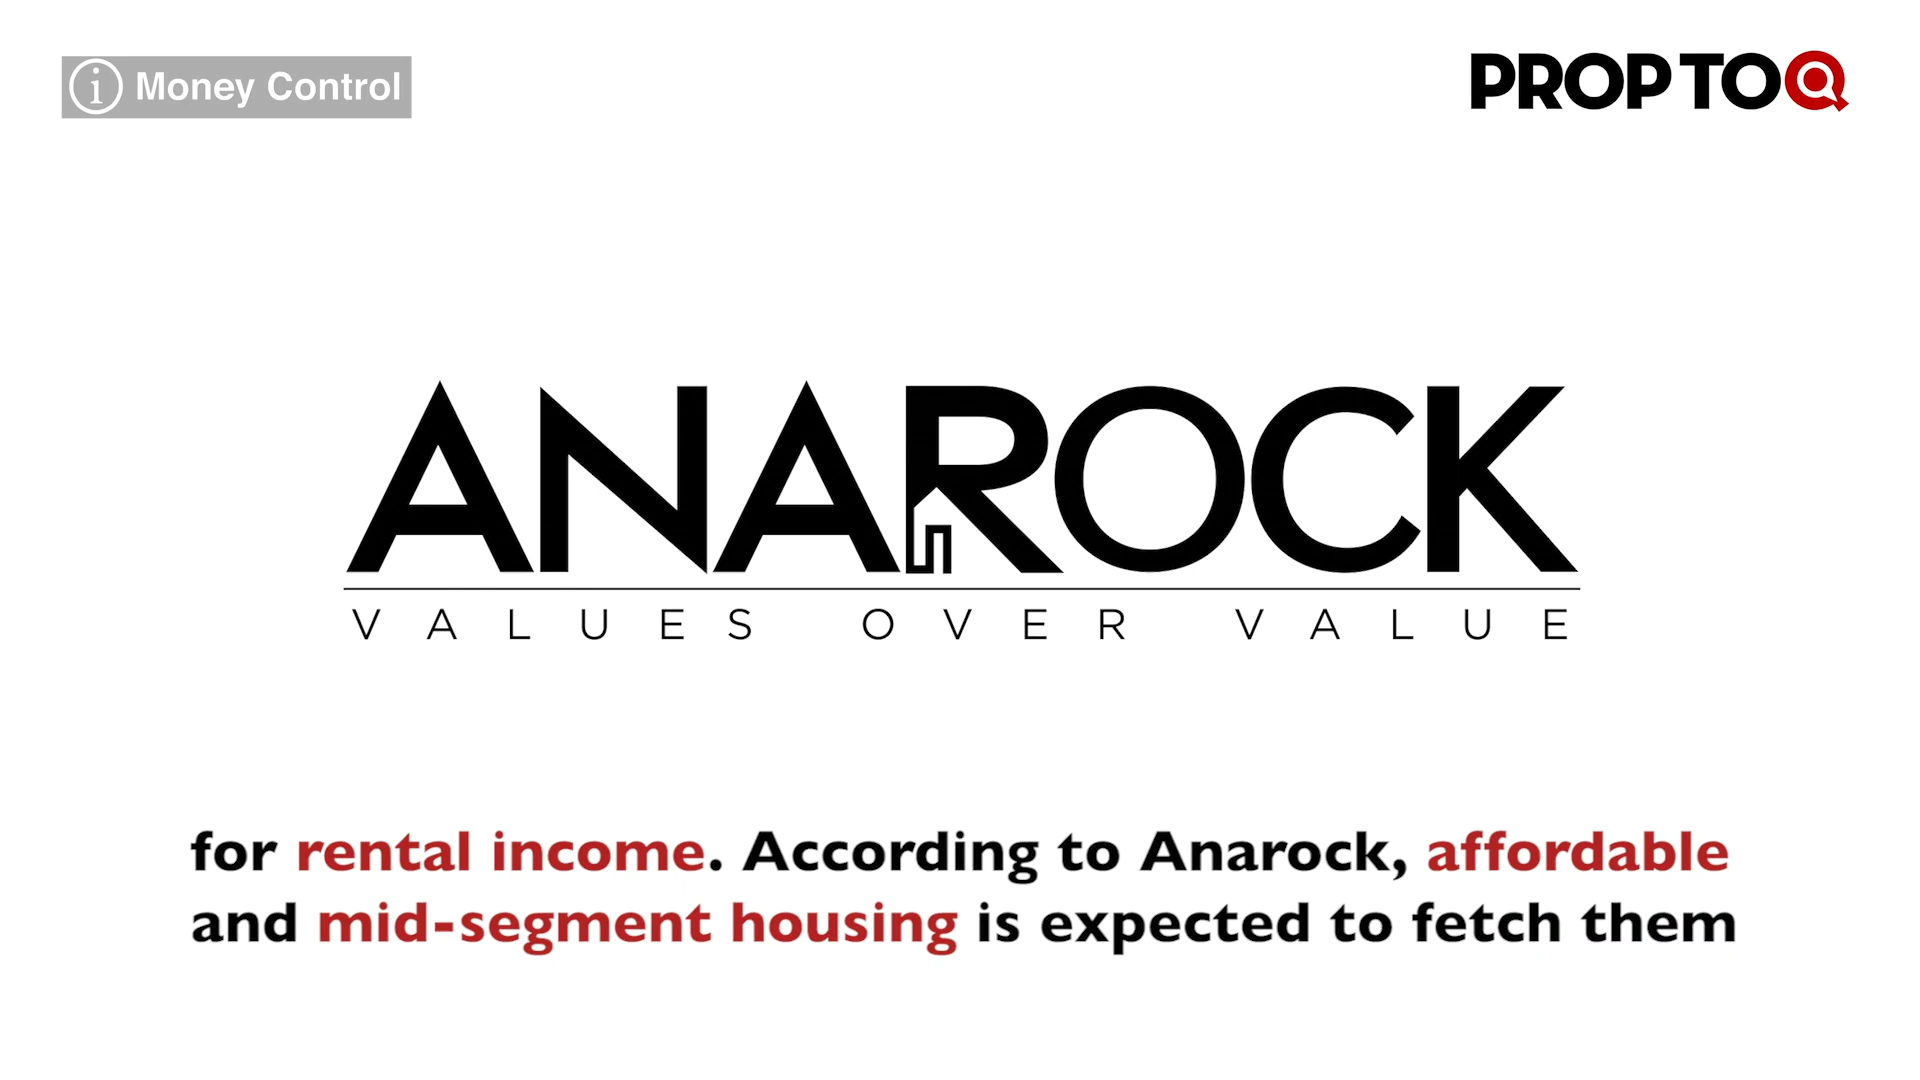 i Money Control
PROPTOQ
ANAROCK
VALUES OVER VALUE
for rental income. According to Anarock, affordable
and mid-segment housing is expected to fetch them